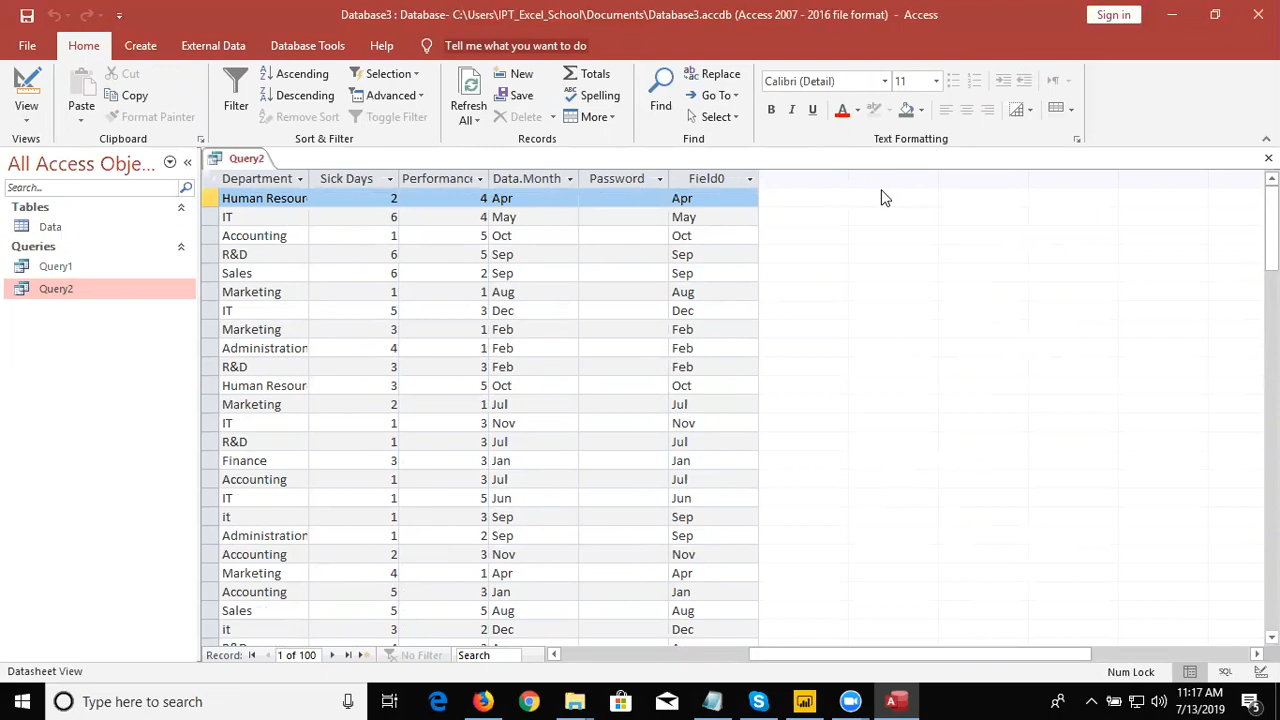 Database3 : Database- C:\Users\IPT_Excel_School\Documents\Database3.accdb (Access 2007 - 2016 file format) - Access
Sign in
File Home Create External Data Database Tools Help Tell me what you want to do
View
Views
Paste
Cut
Copy
Format Painter
Clipboard
Filter
Ascending
Descending
Remove Sort
Selection
Advanced
Toggle Filter
Sort & Filter
Refresh
All
New
Save
Delete
Totals
Spelling
More
Records
Find
Replace
Go To
Select
Find
Calibri (Detail) 11
B I U A ab
Text Formatting
All Access Obje...
Search...
Tables
Data
Queries
Query1
Query2
Query2
Department Sick Days Performance Data.Month Password Field0
Human Resour 2 4 Apr Apr
IT 6 4 May May
Accounting 1 5 Oct Oct
R&D 6 5 Sep Sep
Sales 6 2 Sep Sep
Marketing 1 1 Aug Aug
IT 5 3 Dec Dec
Marketing 3 1 Feb Feb
Administration 4 1 Feb Feb
R&D 3 3 Feb Feb
Human Resour 3 5 Oct Oct
Marketing 2 1 Jul Jul
IT 1 3 Nov Nov
R&D 1 3 Jul Jul
Finance 3 3 Jan Jan
Accounting 1 3 Jul Jul
IT 1 5 Jun Jun
it 1 3 Sep Sep
Administration 1 2 Sep Sep
Accounting 2 3 Nov Nov
Marketing 4 1 Apr Apr
Accounting 5 3 Jan Jan
Sales 5 5 Aug Aug
it 3 2 Dec Dec
Record: 1 of 100 No Filter Search
Datasheet View
Num Lock SQL
Type here to search
11:17 AM
7/13/2019
5